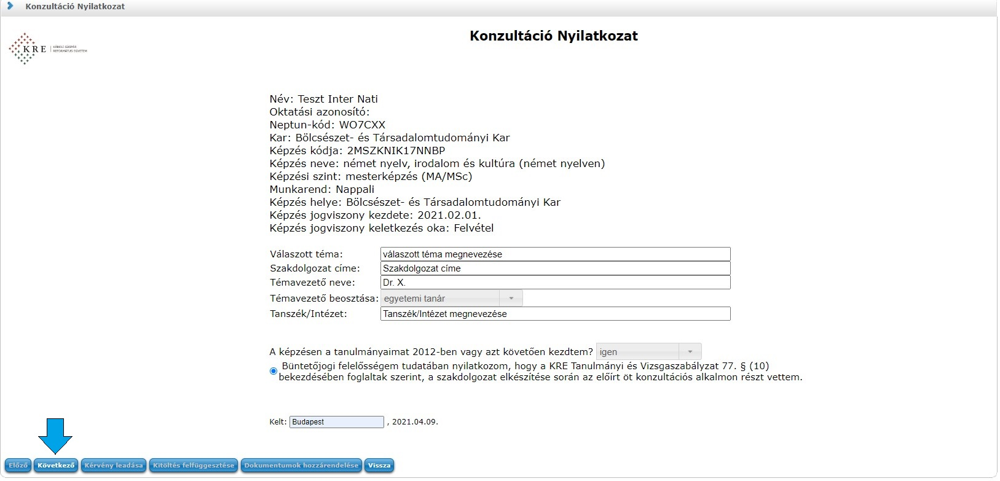 Konzultáció Nyilatkozat
Konzultáció Nyilatkozat
KRE
KÁROLI GÁSPÁR
REFORMÁTUS EGYETEM
Név: Teszt Inter Nati
Oktatási azonosító:
Neptun-kód: WO7CXX
Kar: Bölcsészet- és Társadalomtudományi Kar
Képzés kódja: 2MSZKNIK17NNBP
Képzés neve: német nyelv, irodalom és kultúra (német nyelven)
Képzési szint: mesterképzés (MA/MSc)
Munkarend: Nappali
Képzés helye: Bölcsészet- és Társadalomtudományi Kar
Képzés jogviszony kezdete: 2021.02.01.
Képzés jogviszony keletkezés oka: Felvétel
Válaszott téma: válaszott téma megnevezése
Szakdolgozat címe: Szakdolgozat címe
Témavezető neve: Dr. X.
Témavezető beosztása: egyetemi tanár
Tanszék/Intézet: Tanszék/Intézet megnevezése
A képzésen a tanulmányaimat 2012-ben vagy azt követően kezdtem? igen
Büntetőjogi felelősségem tudatában nyilatkozom, hogy a KRE Tanulmányi és Vizsgaszabályzat 77. § (10)
bekezdésében foglaltak szerint, a szakdolgozat elkészítése során az előírt öt konzultációs alkalmon részt vettem.
Kelt: Budapest , 2021.04.09.
Előző Következő Kérvény leadása Kitöltés felfüggesztése Dokumentumok hozzárendelése Vissza